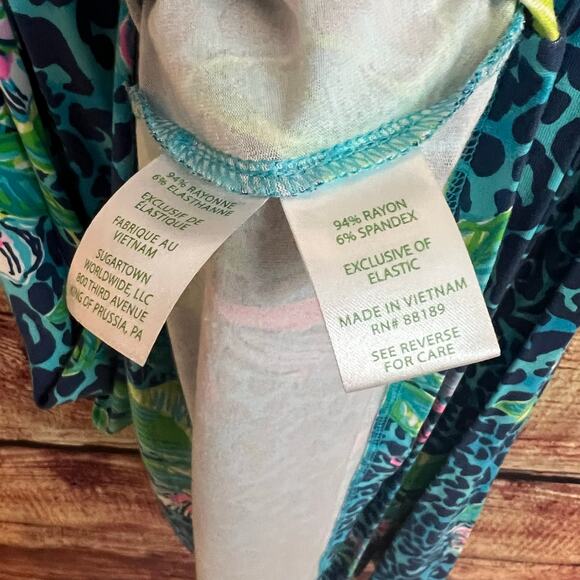 94% RAYONNE
6% ELASTHANNE
EXCLUSIF DE
ÉLASTIQUE
FABRIQUE AU
VIETNAM
SUGARTOWN
WORLDWIDE, LLC
800 THIRD AVENUE
KING OF PRUSSIA, PA
94% RAYON
6% SPANDEX
EXCLUSIVE OF
ELASTIC
MADE IN VIETNAM
RN# 88189
SEE REVERSE
FOR CARE